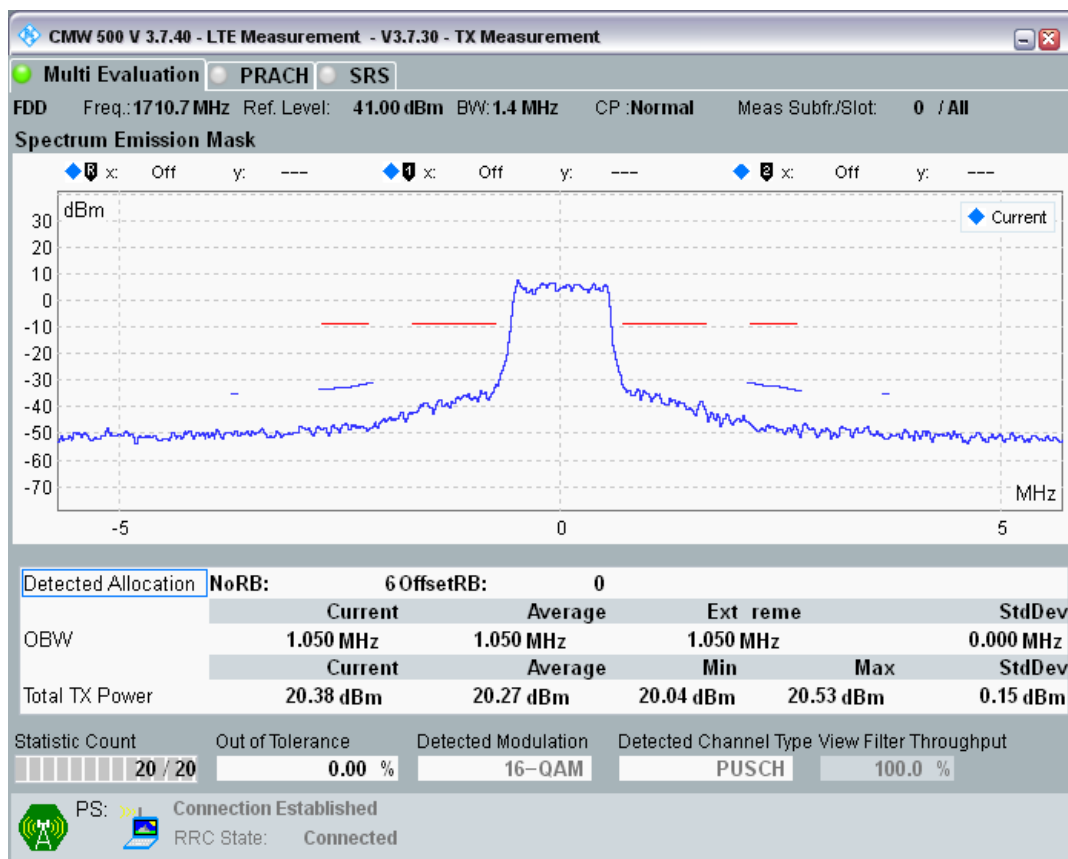 CMW 500 V 3.7.40 - LTE Measurement - V3.7.30 - TX Measurement
Multi Evaluation PRACH SRS
FDD Freq.: 1710.7 MHz Ref. Level: 41.00 dBm BW: 1.4 MHz CP :Normal Meas Subfr./Slot: 0 / All
Spectrum Emission Mask
R x: Off y: --- 1 x: Off y: --- 2 x: Off y: ---
dBm
Current
30
20
10
0
-10
-20
-30
-40
-50
-60
-70
MHz
-5 0 5
Detected Allocation NoRB: 6 OffsetRB: 0
Current Average Ext reme StdDev
OBW 1.050 MHz 1.050 MHz 1.050 MHz 0.000 MHz
Current Average Min Max StdDev
Total TX Power 20.38 dBm 20.27 dBm 20.04 dBm 20.53 dBm 0.15 dBm
Statistic Count Out of Tolerance Detected Modulation Detected Channel Type View Filter Throughput
20 / 20 0.00 % 16-QAM PUSCH 100.0 %
PS: Connection Established
RRC State: Connected